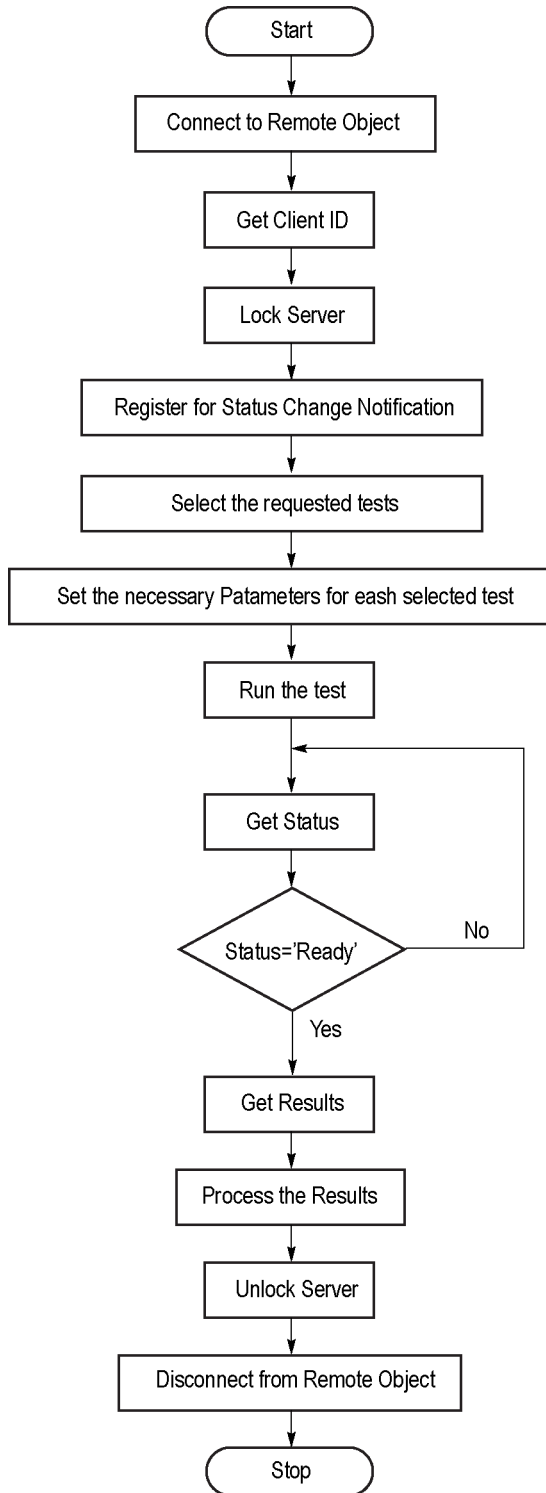 Start
Connect to Remote Object
Get Client ID
Lock Server
Register for Status Change Notification
Select the requested tests
Set the necessary Patameters for eash selected test
Run the test
Get Status
Status='Ready'
No
Yes
Get Results
Process the Results
Unlock Server
Disconnect from Remote Object
Stop